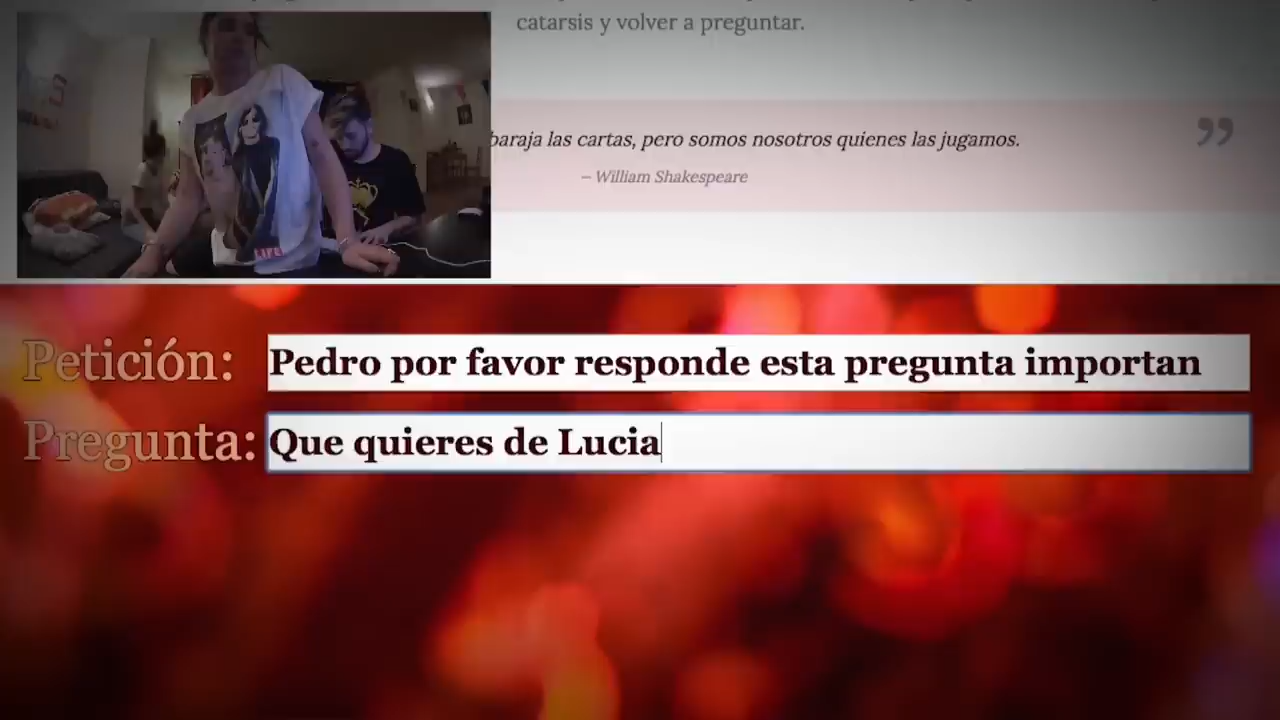 catarsis y volver a preguntar.
baraja las cartas, pero somos nosotros quienes las jugamos.
”
– William Shakespeare
LIFE
Petición: Pedro por favor responde esta pregunta importan
Pregunta: Que quieres de Lucia